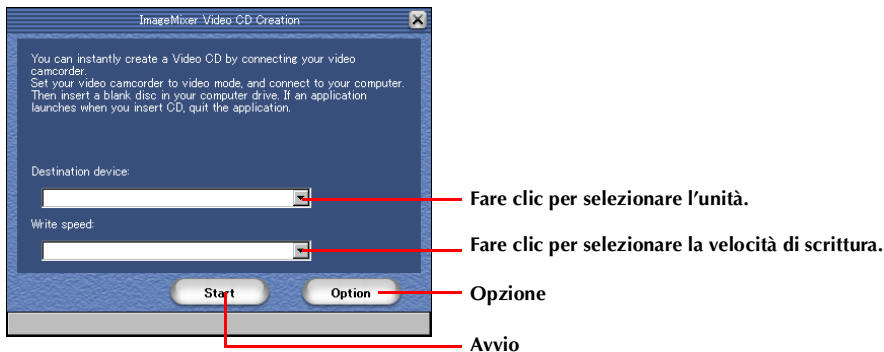 ImageMixer Video CD Creation
You can instantly create a Video CD by connecting your video
camcorder.
Set your video camcorder to video mode, and connect to your computer.
Then insert a blank disc in your computer drive. If an application
launches when you insert CD, quit the application.
Destination device:
Fare clic per selezionare l'unità.
Write speed:
Fare clic per selezionare la velocità di scrittura.
Start
Option
Opzione
Avvio